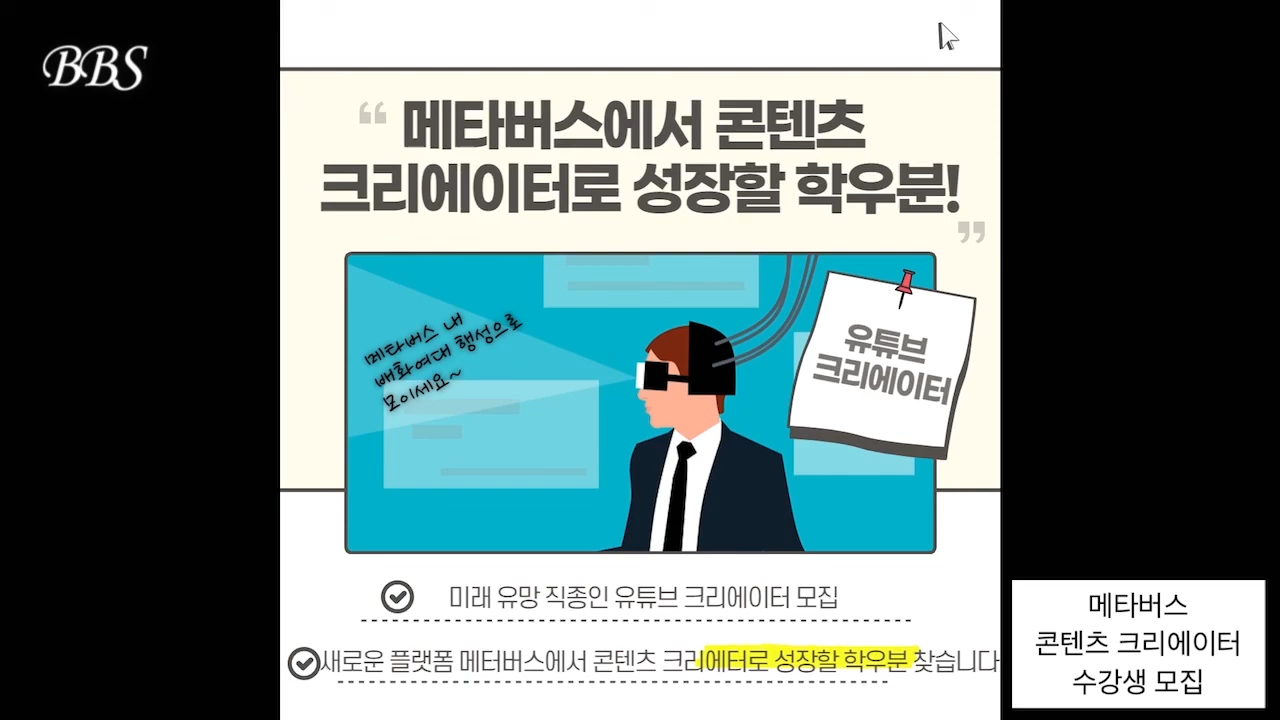 BBS
“ 메타버스에서 콘텐츠
크리에이터로 성장할 학우분! ”
메타버스 내
배화여대 행성으로
모이세요~
유튜브
크리에이터
미래 유망 직종인 유튜브 크리에이터 모집
새로운 플랫폼 메터버스에서 콘텐츠 크리에터로 성장할 학우분 찾습니다
메타버스
콘텐츠 크리에이터
수강생 모집